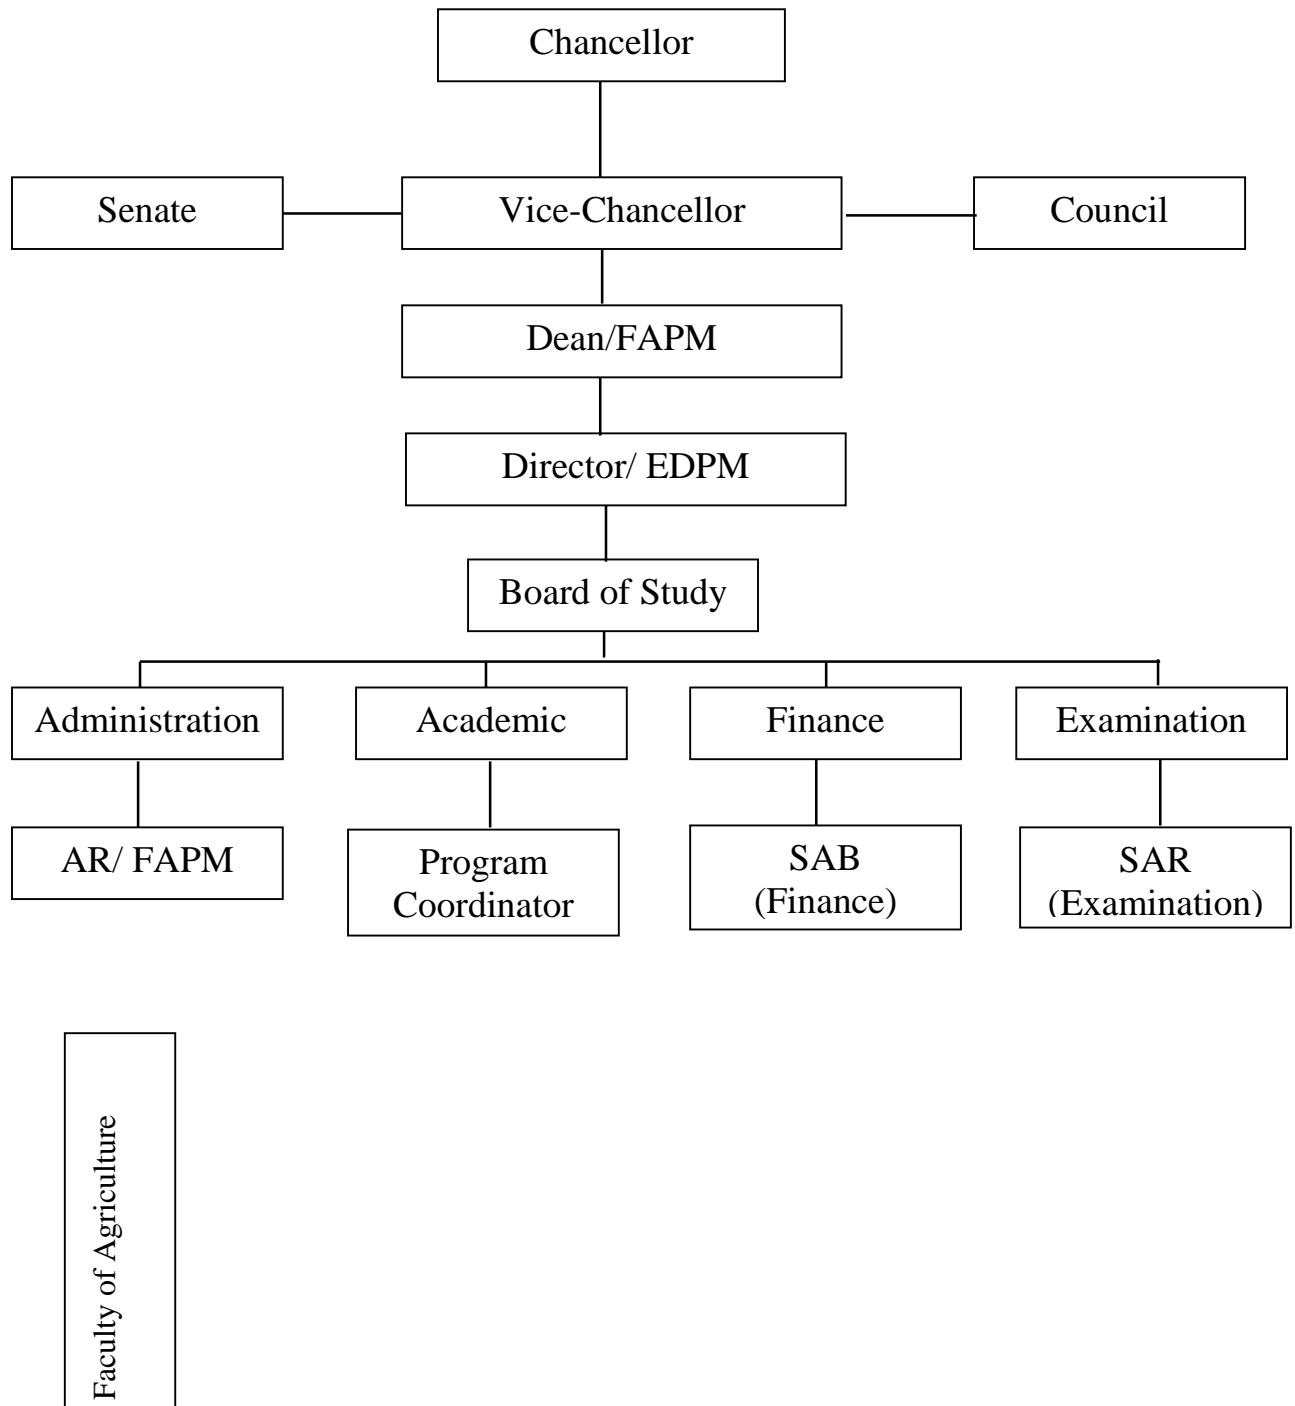 Chancellor
Senate
Vice-Chancellor
Council
Dean/FAPM
Director/ EDPM
Board of Study
Administration
Academic
Finance
Examination
AR/ FAPM
Program
Coordinator
SAB
(Finance)
SAR
(Examination)
Faculty of Agriculture